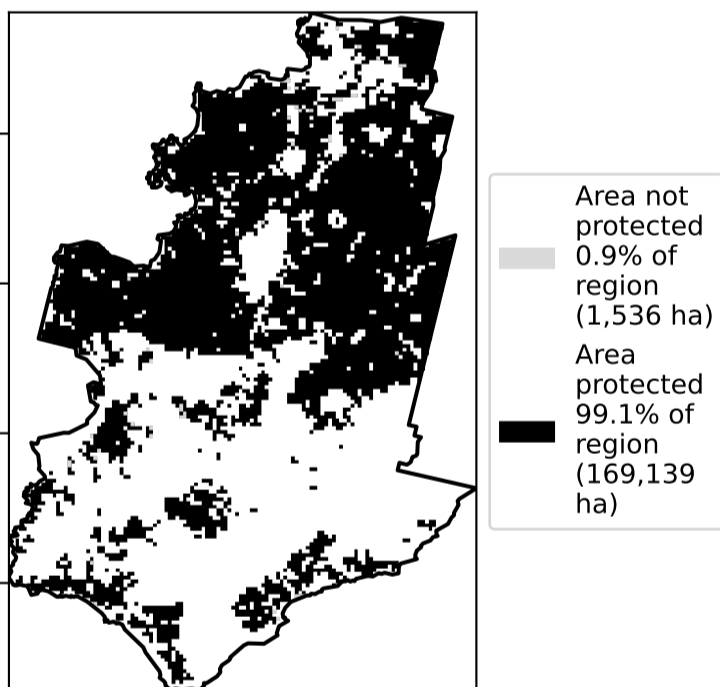 Area not
protected
0.9% of
region
(1,536 ha)
Area
protected
99.1% of
region
(169,139
ha)